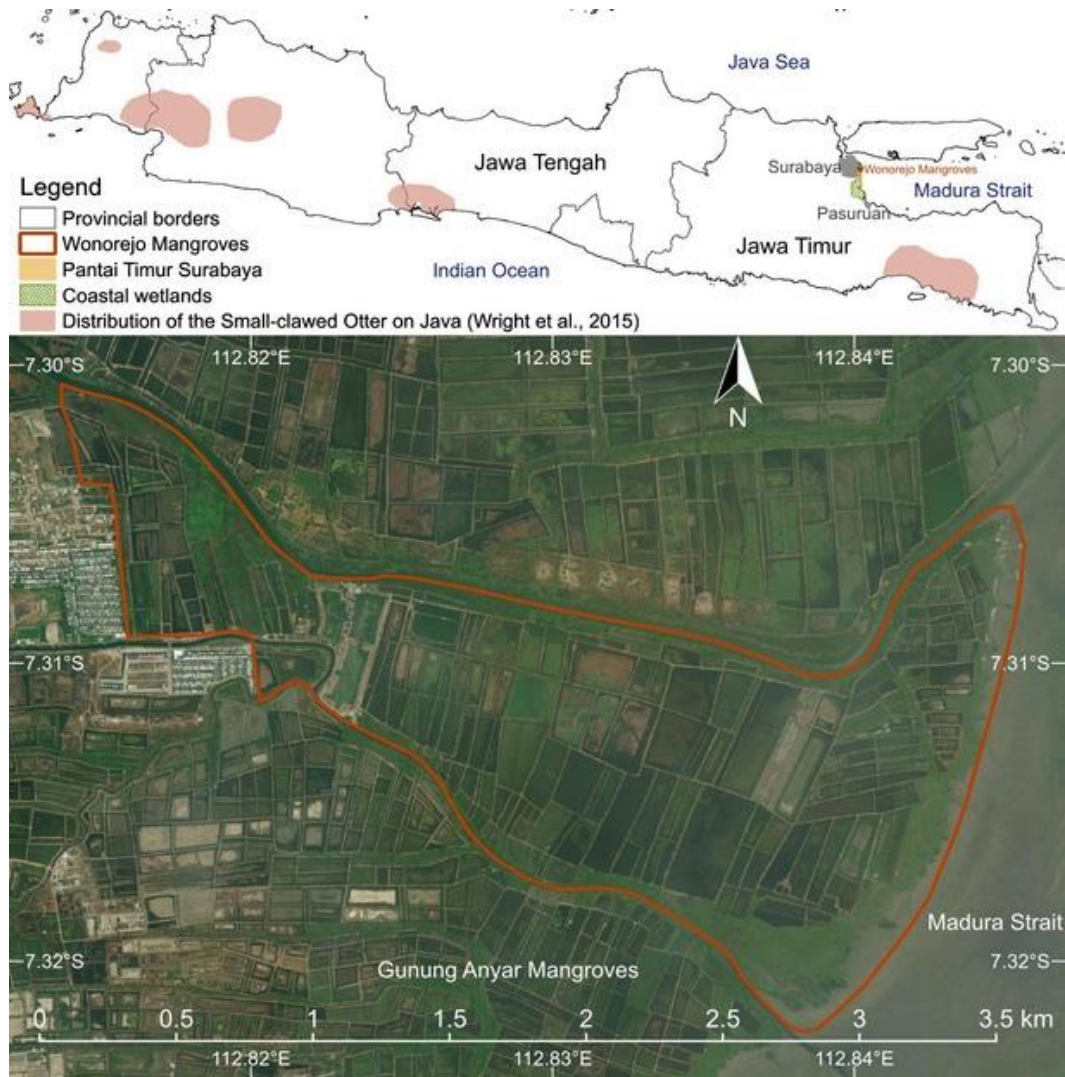 Java Sea
Jawa Tengah
Surabaya
Wonorejo Mangroves
Madura Strait
Pasuruan
Jawa Timur
Indian Ocean
Legend
Provincial borders
Wonorejo Mangroves
Pantai Timur Surabaya
Coastal wetlands
Distribution of the Small-clawed Otter on Java (Wright et al., 2015)
112.82°E 112.83°E 112.84°E
7.30°S 7.30°S
N
7.31°S 7.31°S
Madura Strait
7.32°S 7.32°S
Gunung Anyar Mangroves
0 0.5 1 1.5 2 2.5 3 3.5 km
112.82°E 112.83°E 112.84°E